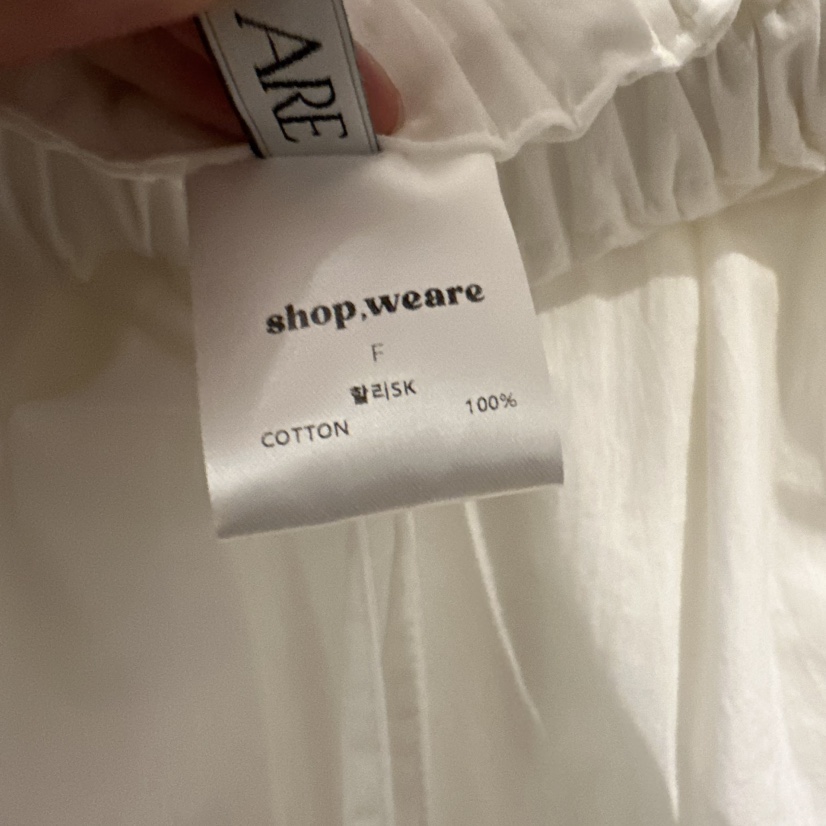 ARE
shop,weare
F
할리SK
COTTON 100%